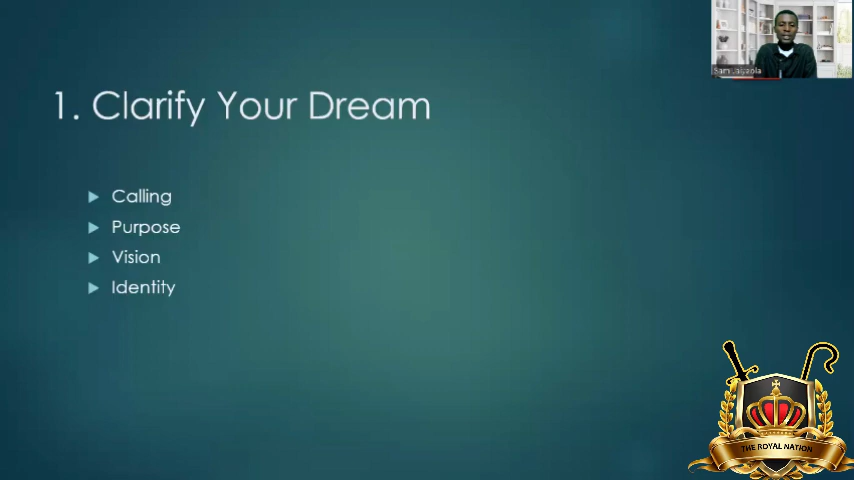 1. Clarify Your Dream
Calling
Purpose
Vision
Identity
THE ROYAL NATION